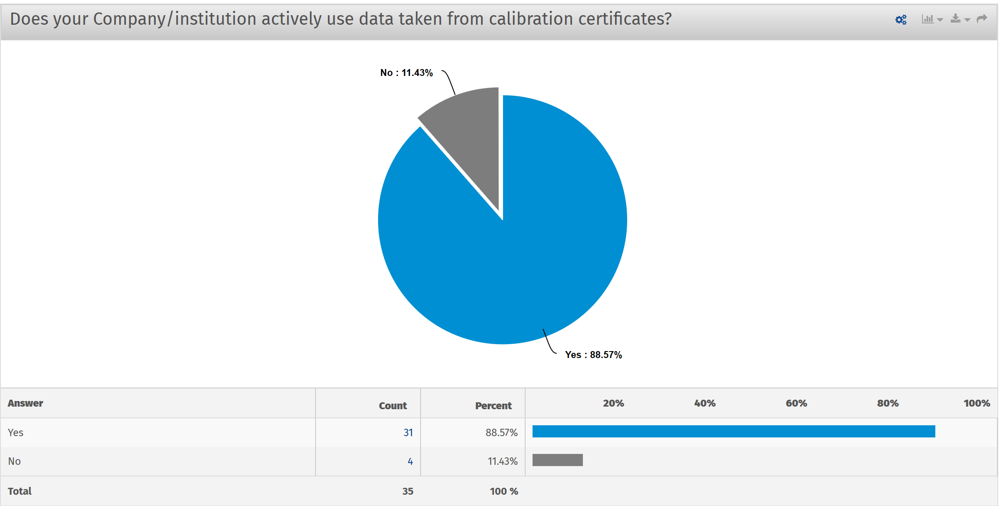 Does your Company/institution actively use data taken from calibration certificates?
No : 11.43%
Yes : 88.57%
Answer Count Percent 20% 40% 60% 80% 100%
Yes 31 88.57%
No 4 11.43%
Total 35 100 %